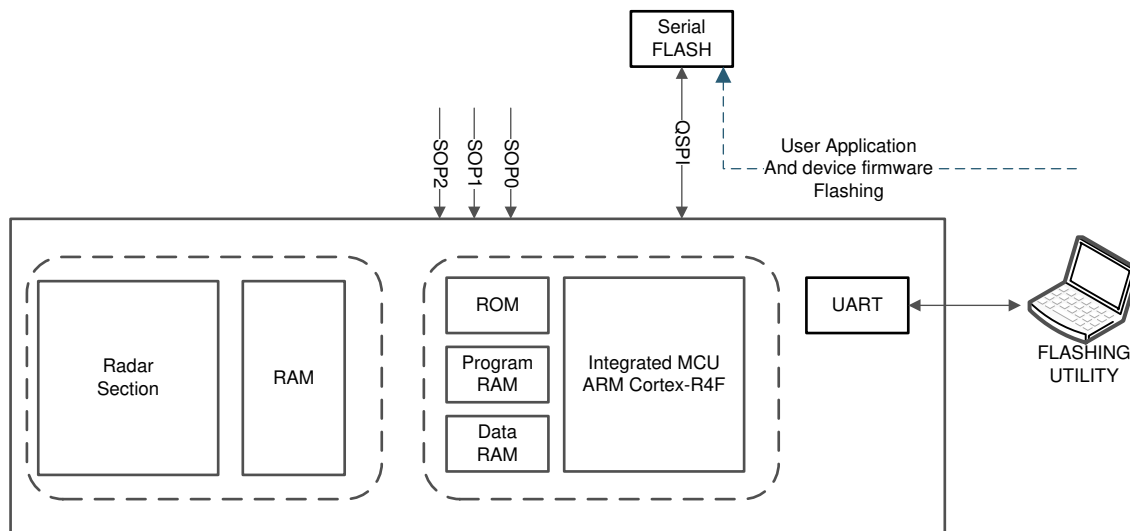 Serial
FLASH
SOP2
SOP1
SOP0
QSPI
User Application
And device firmware
Flashing
Radar
Section
RAM
ROM
Program
RAM
Data
RAM
Integrated MCU
ARM Cortex-R4F
UART
FLASHING
UTILITY